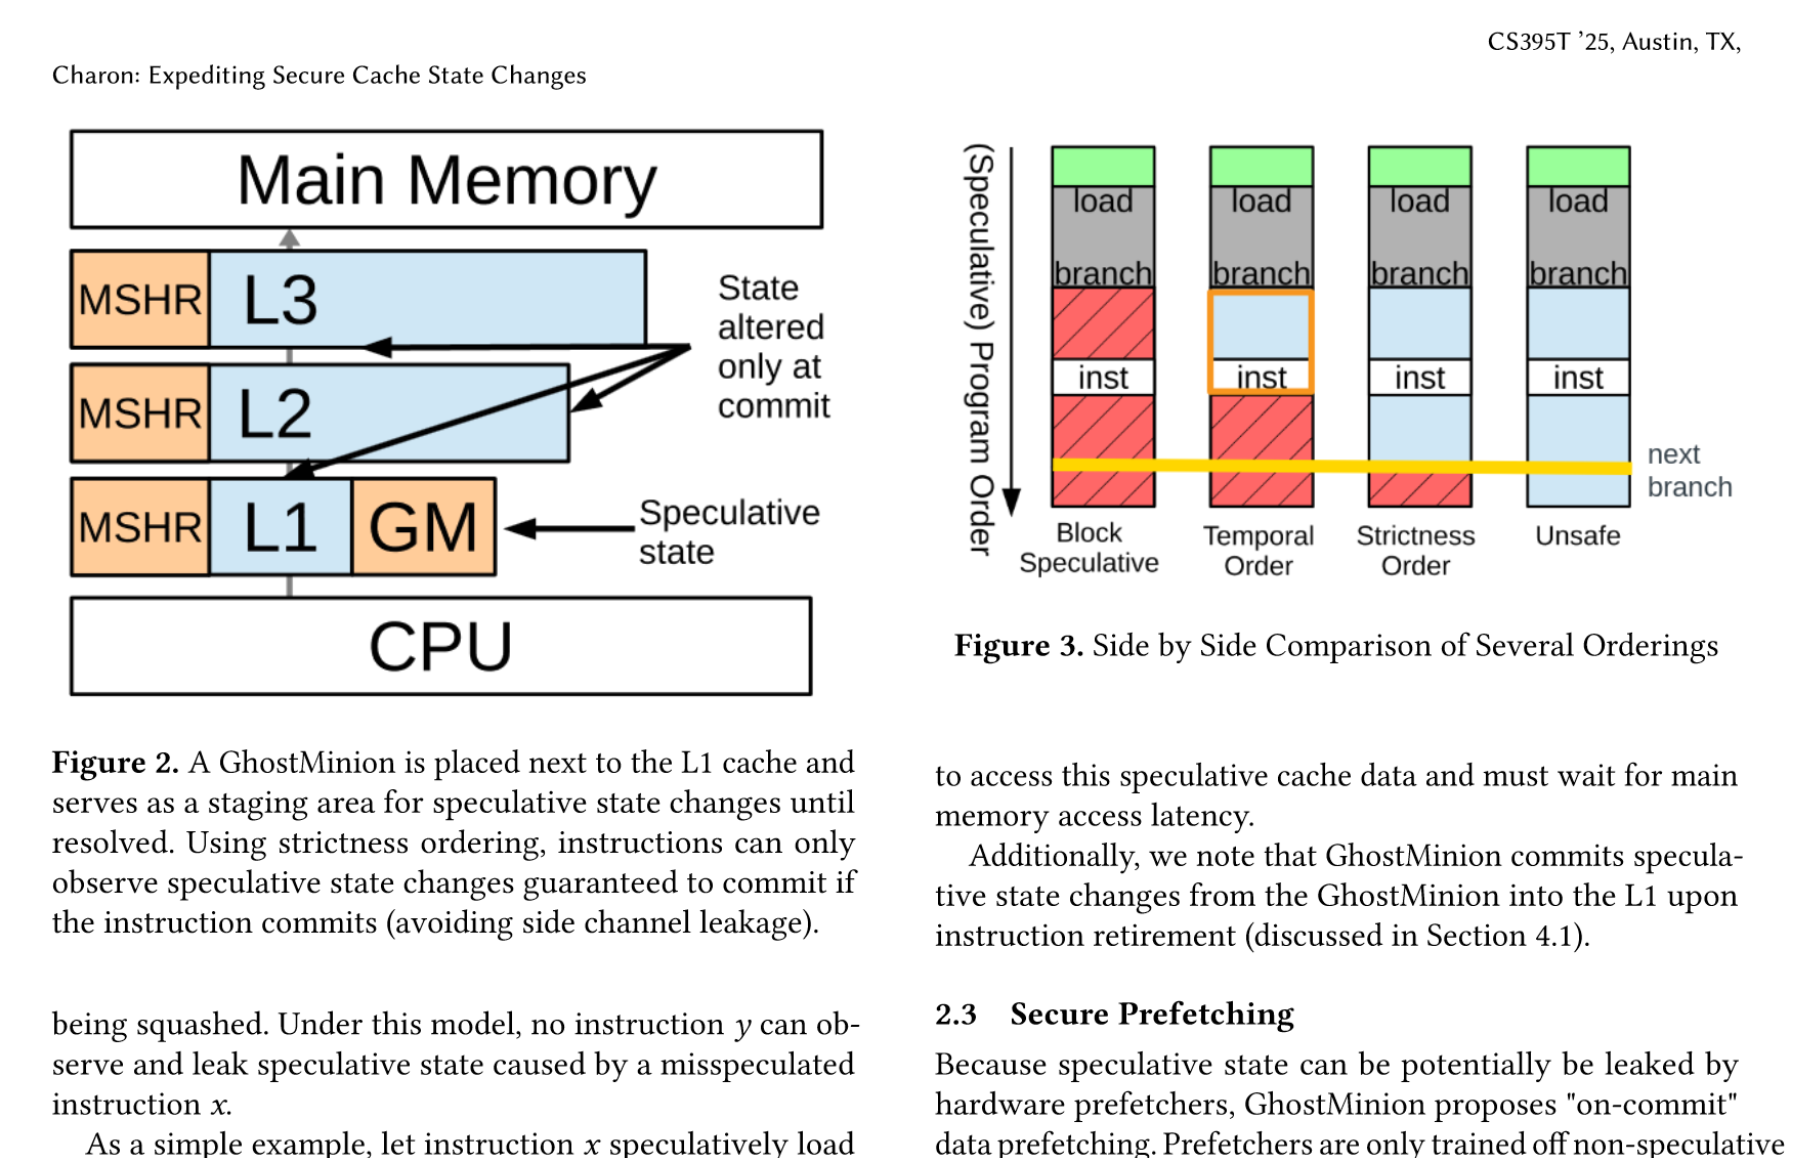 CS395T ’25, Austin, TX,
Charon: Expediting Secure Cache State Changes
Main Memory
MSHR L3
MSHR L2
MSHR L1 GM
CPU
State
altered
only at
commit
Speculative
state
Figure 2. A GhostMinion is placed next to the L1 cache and
serves as a staging area for speculative state changes until
resolved. Using strictness ordering, instructions can only
observe speculative state changes guaranteed to commit if
the instruction commits (avoiding side channel leakage).
being squashed. Under this model, no instruction y can ob-
serve and leak speculative state caused by a misspeculated
instruction x.
As a simple example, let instruction x speculatively load
(Speculative) Program Order
load load load load
branch branch branch branch
inst inst inst inst
next
branch
Block
Speculative
Temporal
Order
Strictness
Order
Unsafe
Figure 3. Side by Side Comparison of Several Orderings
to access this speculative cache data and must wait for main
memory access latency.
Additionally, we note that GhostMinion commits specula-
tive state changes from the GhostMinion into the L1 upon
instruction retirement (discussed in Section 4.1).
2.3 Secure Prefetching
Because speculative state can be potentially be leaked by
hardware prefetchers, GhostMinion proposes "on-commit"
data prefetching. Prefetchers are only trained off non-speculative